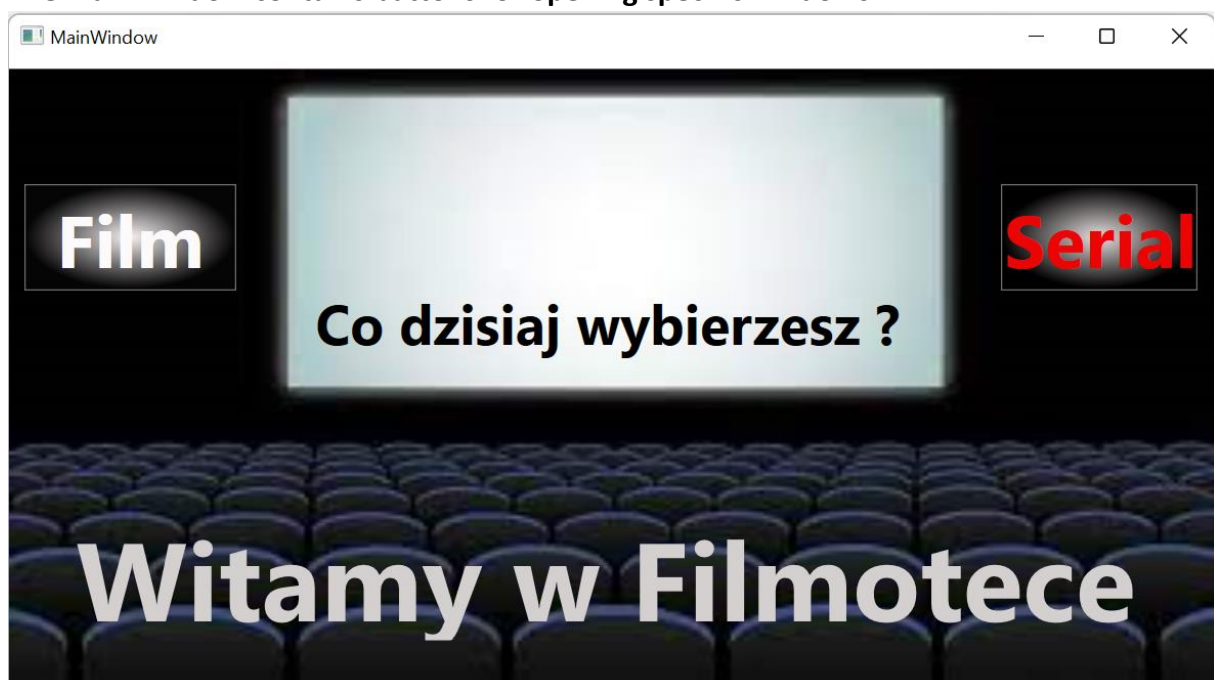 MainWindow
Film
Serial
Co dzisiaj wybierzesz ?
Witamy w Filmotece